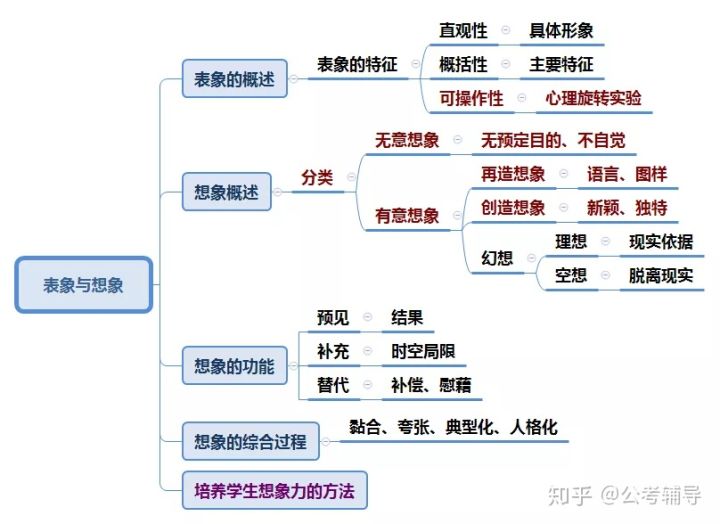 表象与想象
表象的概述
表象的特征
直观性 具体形象
概括性 主要特征
可操作性 心理旋转实验
想象概述
分类
无意想象 无预定目的、不自觉
有意想象
再造想象 语言、图样
创造想象 新颖、独特
幻想
理想 现实依据
空想 脱离现实
想象的功能
预见 结果
补充 时空局限
替代 补偿、慰藉
想象的综合过程
黏合、夸张、典型化、人格化
培养学生想象力的方法
知乎 @公考辅导